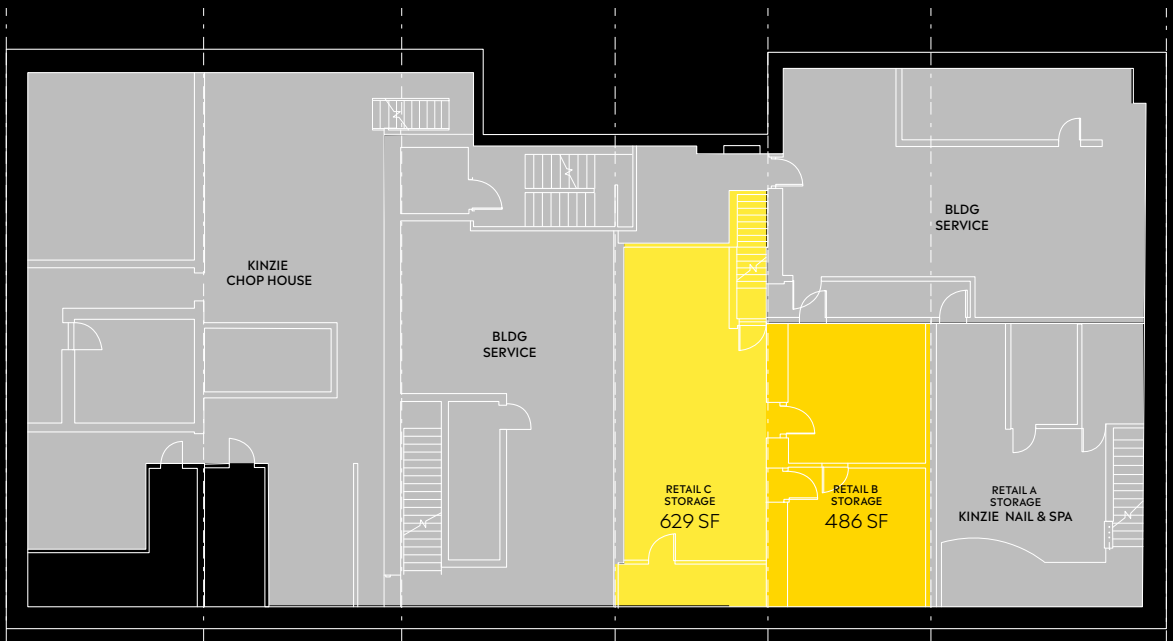 BLDG
SERVICE
KINZIE
CHOP HOUSE
BLDG
SERVICE
RETAIL C
STORAGE
629 SF
RETAIL B
STORAGE
486 SF
RETAIL A
STORAGE
KINZIE NAIL & SPA